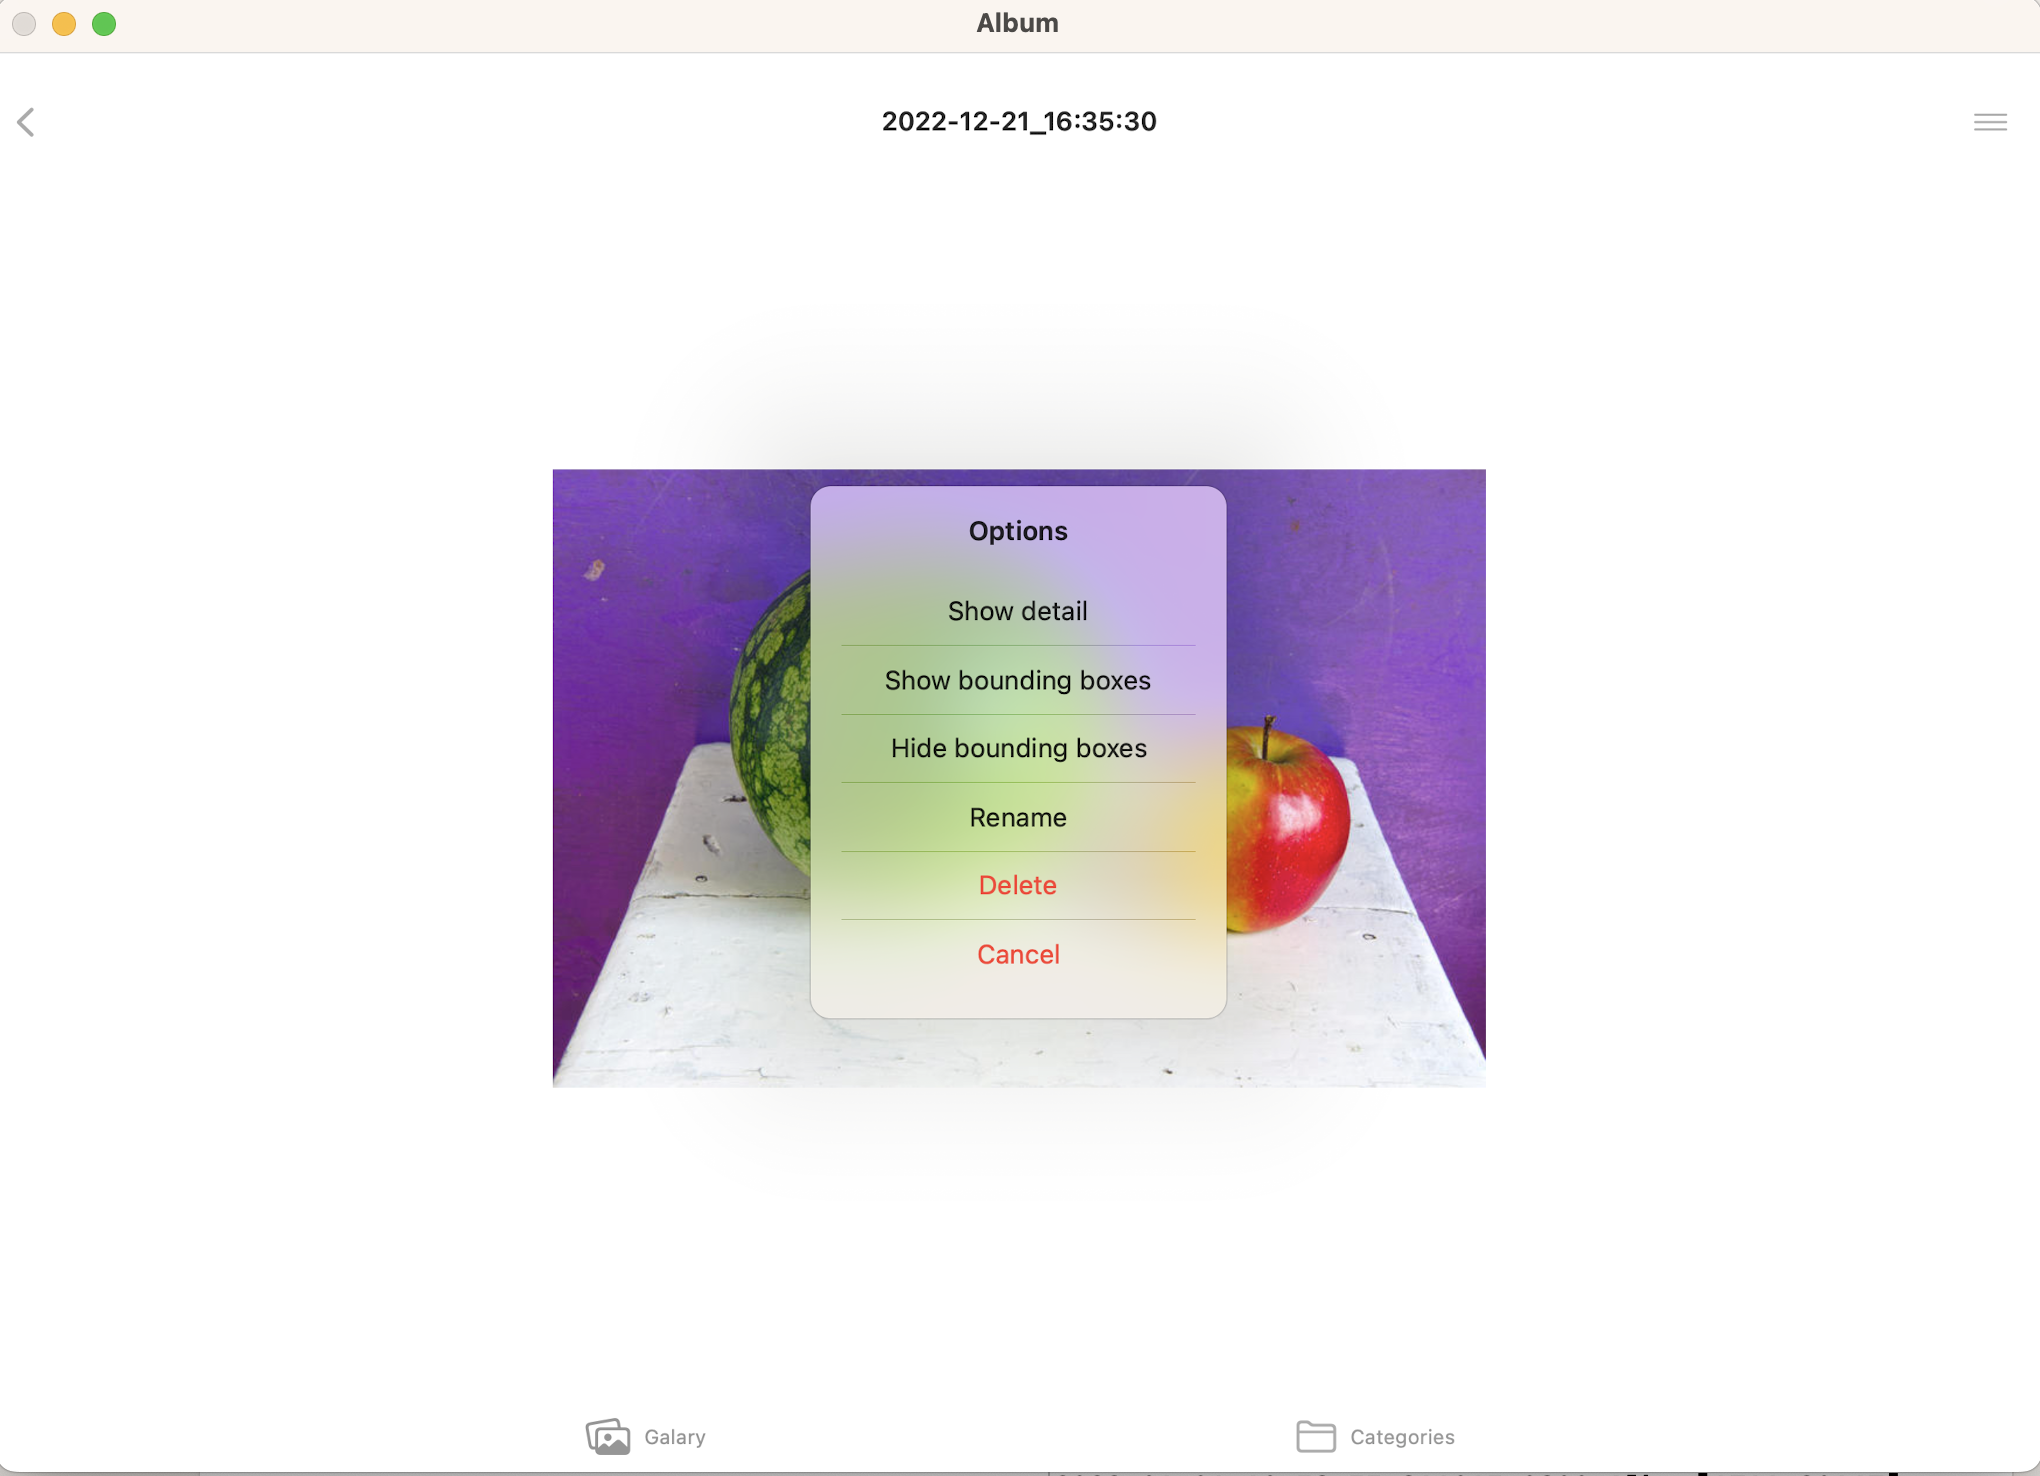 Album
2022-12-21_16:35:30
Options
Show detail
Show bounding boxes
Hide bounding boxes
Rename
Delete
Cancel
Galary
Categories